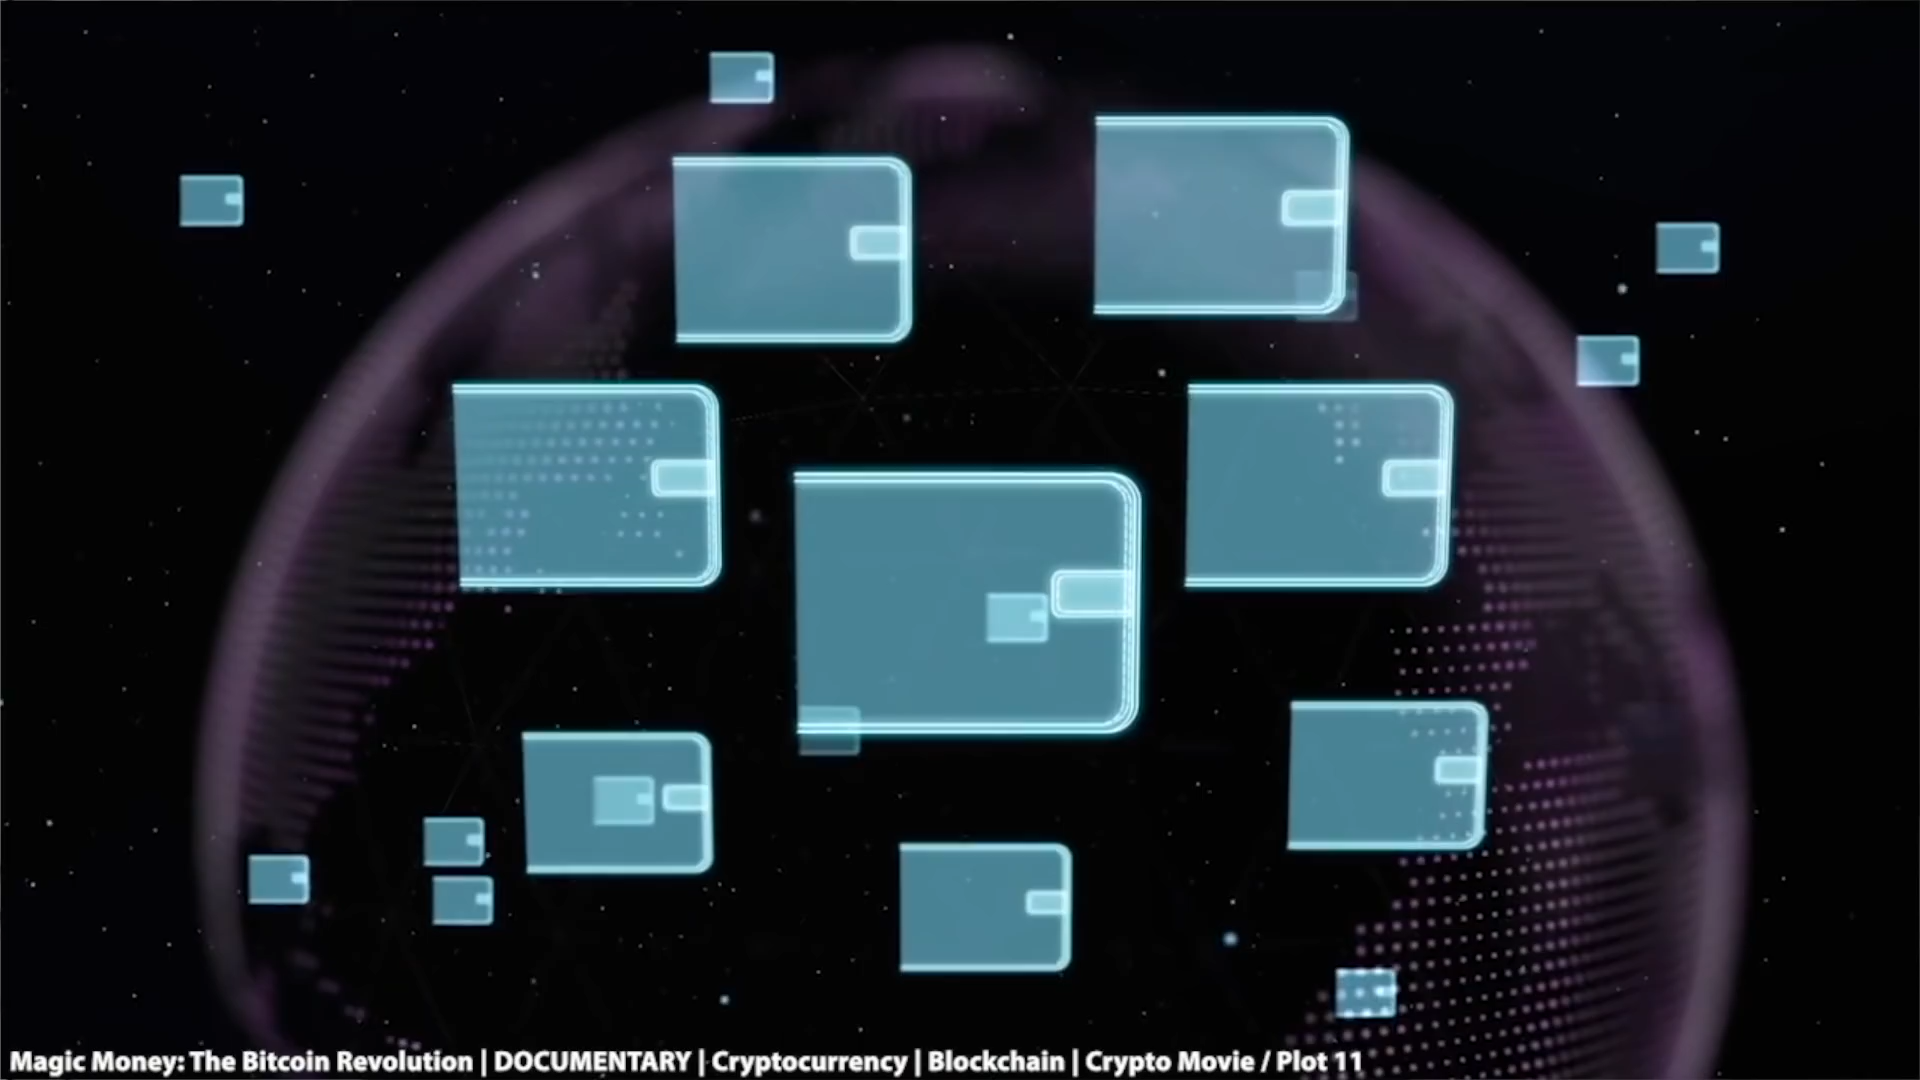 Magic Money: The Bitcoin Revolution | DOCUMENTARY | Cryptocurrency | Blockchain | Crypto Movie / Plot 11